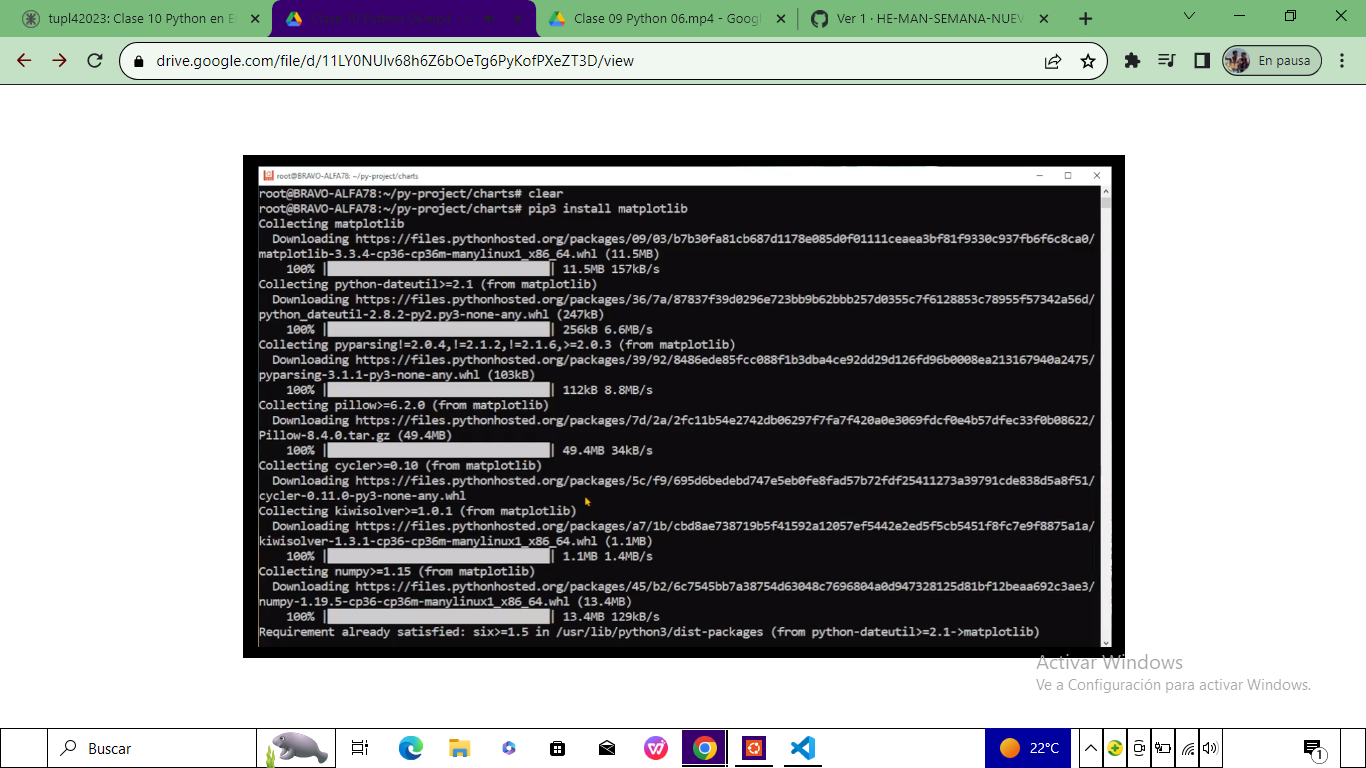 tupl42023: Clase 10 Python en E
Clase 09 Python 06.mp4 - Googl
Ver 1 · HE-MAN-SEMANA-NUEV
drive.google.com/file/d/11LY0NUlv68h6Z6bOeTg6PyKofPXeZT3D/view
En pausa
root@BRAVO-ALFA78: ~/py-project/charts
root@BRAVO-ALFA78:~/py-project/charts# clear
root@BRAVO-ALFA78:~/py-project/charts# pip3 install matplotlib
Collecting matplotlib
Downloading https://files.pythonhosted.org/packages/09/03/b7b30fa81cb687d1178e085d0f01111ceaea3bf81f9330c937fb6f6c8ca0/
matplotlib-3.3.4-cp36-cp36m-manylinux1_x86_64.whl (11.5MB)
100% | | 11.5MB 157kB/s
Collecting python-dateutil>=2.1 (from matplotlib)
Downloading https://files.pythonhosted.org/packages/36/7a/87837f39d0296e723bb9b62bbb257d0355c7f6128853c78955f57342a56d/
python_dateutil-2.8.2-py2.py3-none-any.whl (247kB)
100% | | 256kB 6.6MB/s
Collecting pyparsing!=2.0.4,!=2.1.2,!=2.1.6,>=2.0.3 (from matplotlib)
Downloading https://files.pythonhosted.org/packages/39/92/8486ede85fcc088f1b3dba4ce92dd29d126fd96b0008ea213167940a2475/
pyparsing-3.1.1-py3-none-any.whl (103kB)
100% | | 112kB 8.8MB/s
Collecting pillow>=6.2.0 (from matplotlib)
Downloading https://files.pythonhosted.org/packages/7d/2a/2fc11b54e2742db06297f7fa7f420a0e3069fdcf0e4b57dfec33f0b08622/
Pillow-8.4.0.tar.gz (49.4MB)
100% | | 49.4MB 34kB/s
Collecting cycler>=0.10 (from matplotlib)
Downloading https://files.pythonhosted.org/packages/5c/f9/695d6bedebd747e5eb0fe8fad57b72fdf25411273a39791cde838d5a8f51/
cycler-0.11.0-py3-none-any.whl
Collecting kiwisolver>=1.0.1 (from matplotlib)
Downloading https://files.pythonhosted.org/packages/a7/1b/cbd8ae738719b5f41592a12057ef5442e2ed5f5cb5451f8fc7e9f8875a1a/
kiwisolver-1.3.1-cp36-cp36m-manylinux1_x86_64.whl (1.1MB)
100% | | 1.1MB 1.4MB/s
Collecting numpy>=1.15 (from matplotlib)
Downloading https://files.pythonhosted.org/packages/45/b2/6c7545bb7a38754d63048c7696804a0d947328125d81bf12beaa692c3ae3/
numpy-1.19.5-cp36-cp36m-manylinux1_x86_64.whl (13.4MB)
100% | | 13.4MB 129kB/s
Requirement already satisfied: six>=1.5 in /usr/lib/python3/dist-packages (from python-dateutil>=2.1->matplotlib)
Activar Windows
Ve a Configuración para activar Windows.
Buscar
22°C
1